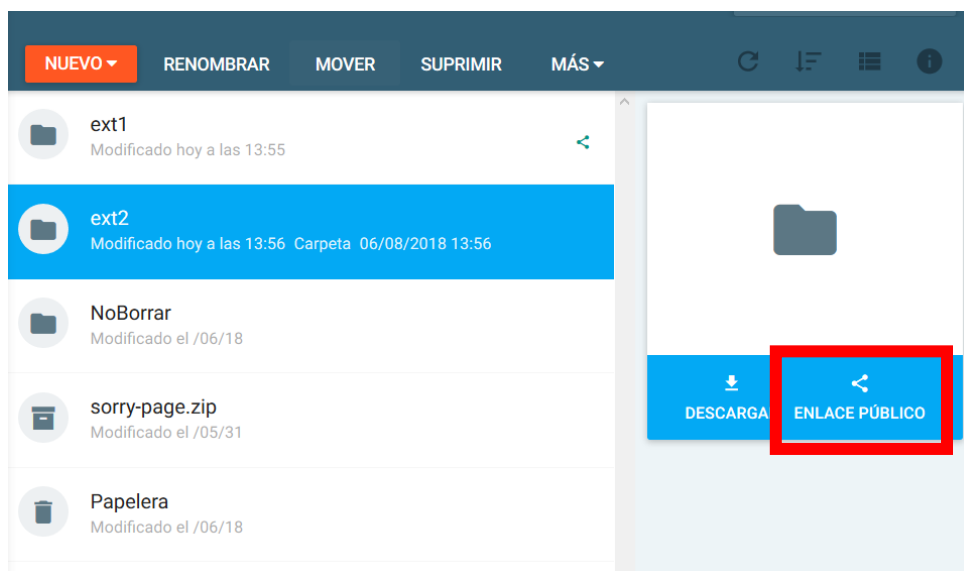 NUEVO RENOMBRAR MOVER SUPRIMIR MÁS
ext1
Modificado hoy a las 13:55
ext2
Modificado hoy a las 13:56 Carpeta 06/08/2018 13:56
NoBorrar
Modificado el /06/18
sorry-page.zip
Modificado el /05/31
Papelera
Modificado el /06/18
DESCARGA ENLACE PÚBLICO